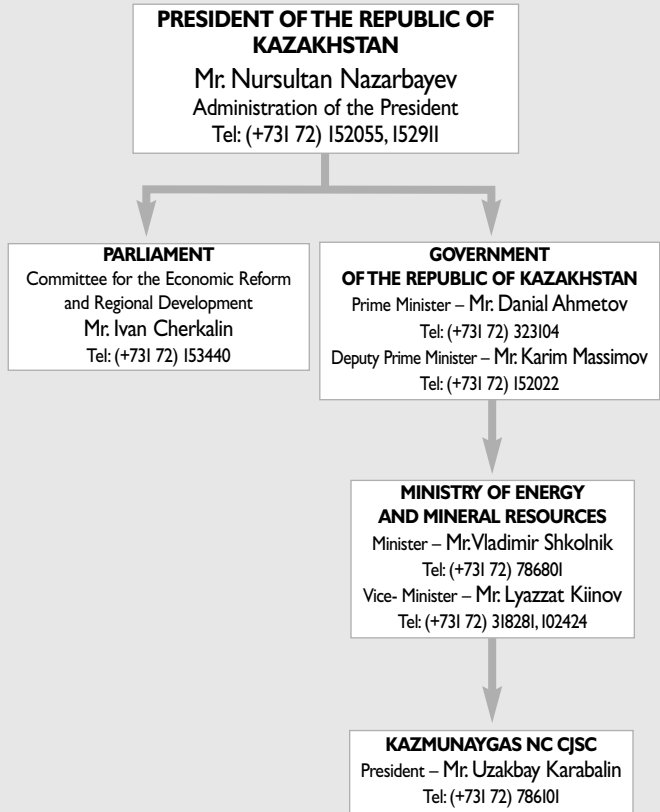 PRESIDENT OF THE REPUBLIC OF
KAZAKHSTAN
Mr. Nursultan Nazarbayev
Administration of the President
Tel: (+731 72) 152055, 152911
PARLIAMENT
Committee for the Economic Reform
and Regional Development
Mr. Ivan Cherkalin
Tel: (+731 72) 153440
GOVERNMENT
OF THE REPUBLIC OF KAZAKHSTAN
Prime Minister – Mr. Danial Ahmetov
Tel: (+731 72) 323104
Deputy Prime Minister – Mr. Karim Massimov
Tel: (+731 72) 152022
MINISTRY OF ENERGY
AND MINERAL RESOURCES
Minister – Mr. Vladimir Shkolnik
Tel: (+731 72) 786801
Vice- Minister – Mr. Lyazzat Kiinov
Tel: (+731 72) 318281, 102424
KAZMUNAYGAS NC CJSC
President – Mr. Uzakbay Karabalin
Tel: (+731 72) 786101